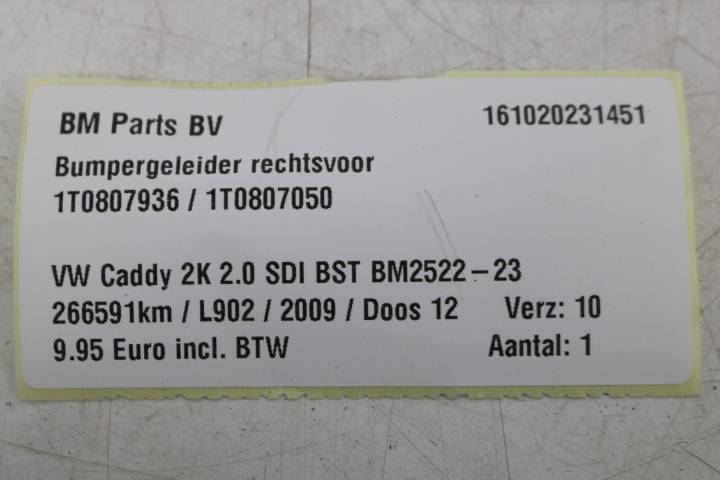 BM Parts BV 161020231451
Bumpergeleider rechtsvoor
1T0807936 / 1T0807050
VW Caddy 2K 2.0 SDI BST BM2522-23
266591km / L902 / 2009 / Doos 12 Verz: 10
9.95 Euro incl. BTW Aantal: 1